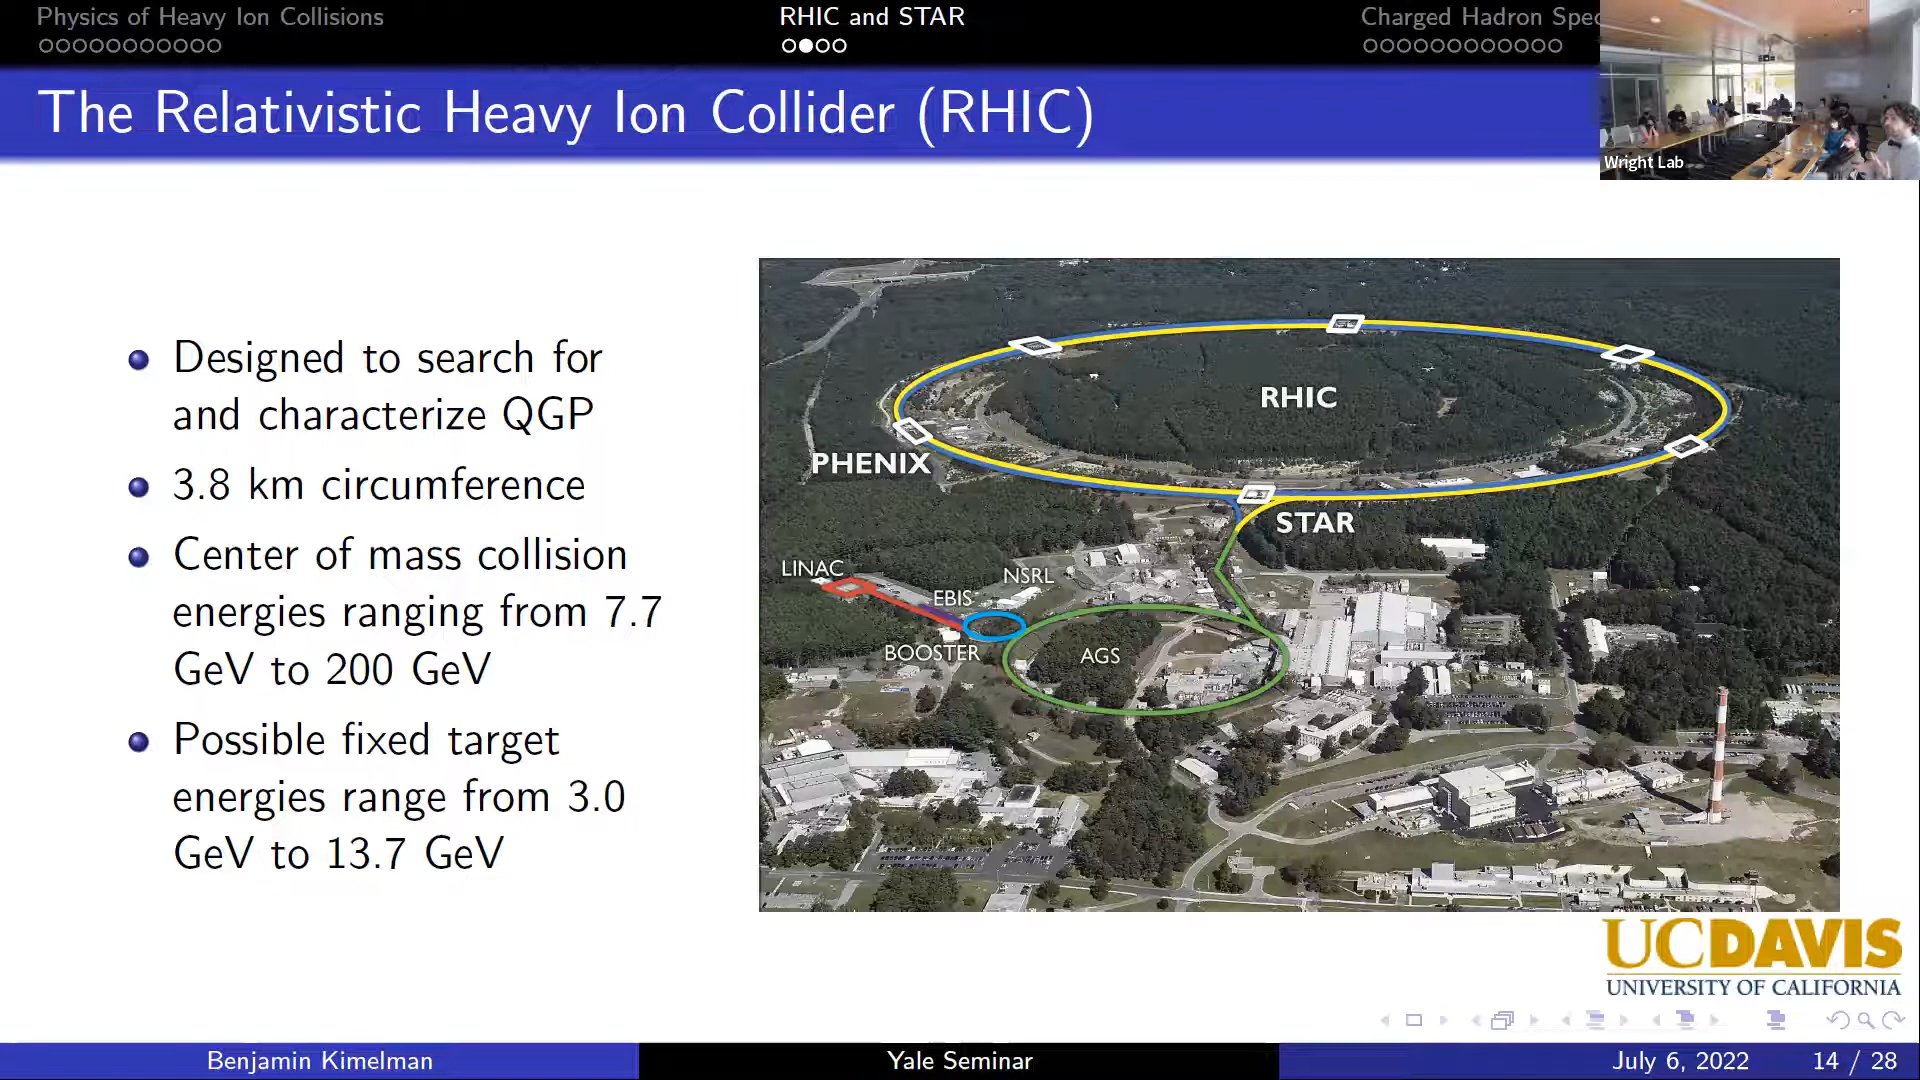 Physics of Heavy Ion Collisions
RHIC and STAR
Charged Hadron Spec
The Relativistic Heavy Ion Collider (RHIC)
Wright Lab
Designed to search for
and characterize QGP
3.8 km circumference
Center of mass collision
energies ranging from 7.7
GeV to 200 GeV
Possible fixed target
energies range from 3.0
GeV to 13.7 GeV
RHIC
PHENIX
STAR
LINAC
NSRL
EBIS
BOOSTER
AGS
UCDAVIS
UNIVERSITY OF CALIFORNIA
Benjamin Kimelman
Yale Seminar
July 6, 2022
14 / 28